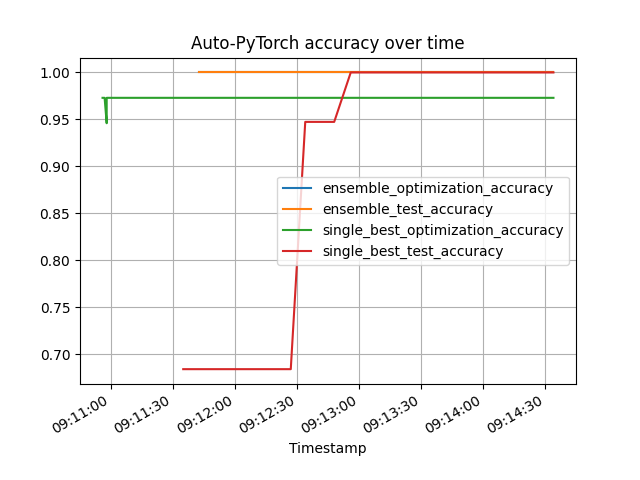 Auto-PyTorch accuracy over time
1.00
0.95
0.90
0.85
0.80
0.75
0.70
ensemble_optimization_accuracy
ensemble_test_accuracy
single_best_optimization_accuracy
single_best_test_accuracy
09:11:00
09:11:30
09:12:00
09:12:30
09:13:00
09:13:30
09:14:00
09:14:30
Timestamp